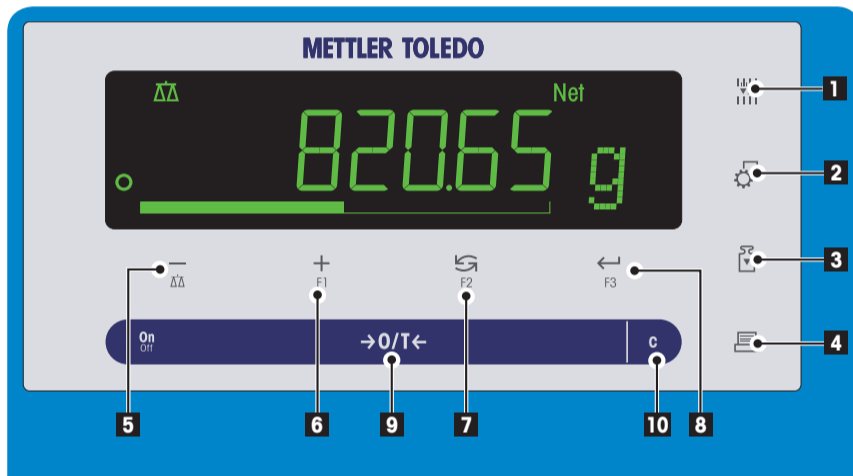 METTLER TOLEDO
Net
820.65 g
F1 F2 F3
On
Off
→0/T←
C
1
2
3
4
5 6 9 7 10 8